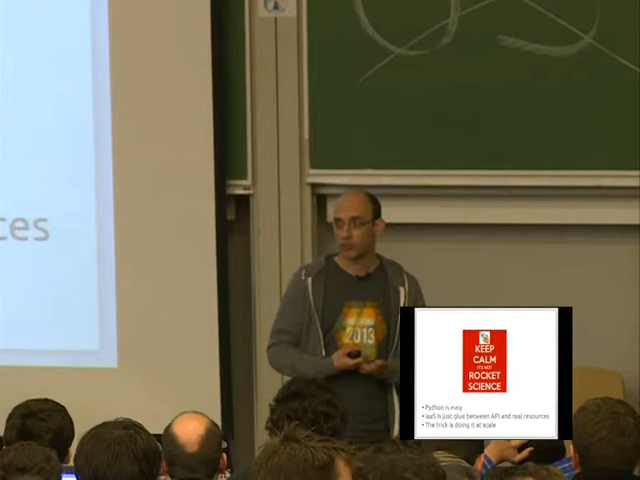 ces
2013
KEEP
CALM
IT'S NOT
ROCKET
SCIENCE
• Python is easy
• IaaS is just glue between API and real resources
• The trick is doing it at scale